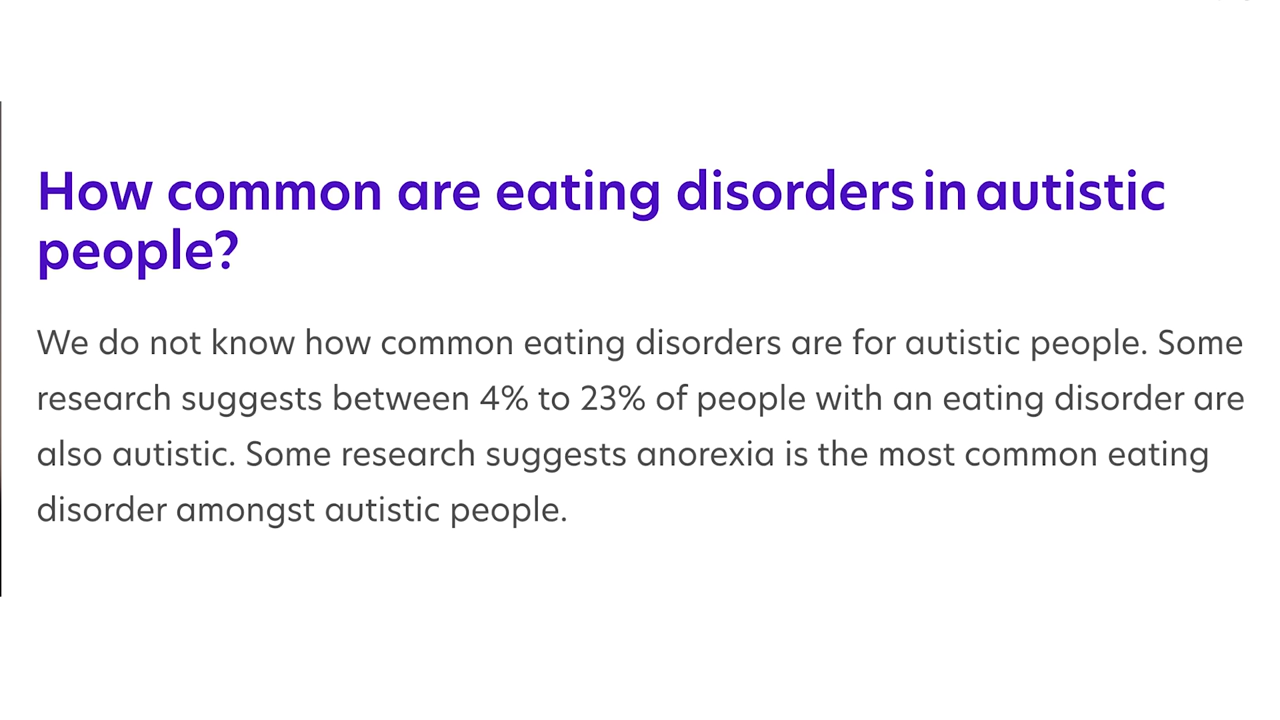 How common are eating disorders in autistic
people?
We do not know how common eating disorders are for autistic people. Some
research suggests between 4% to 23% of people with an eating disorder are
also autistic. Some research suggests anorexia is the most common eating
disorder amongst autistic people.